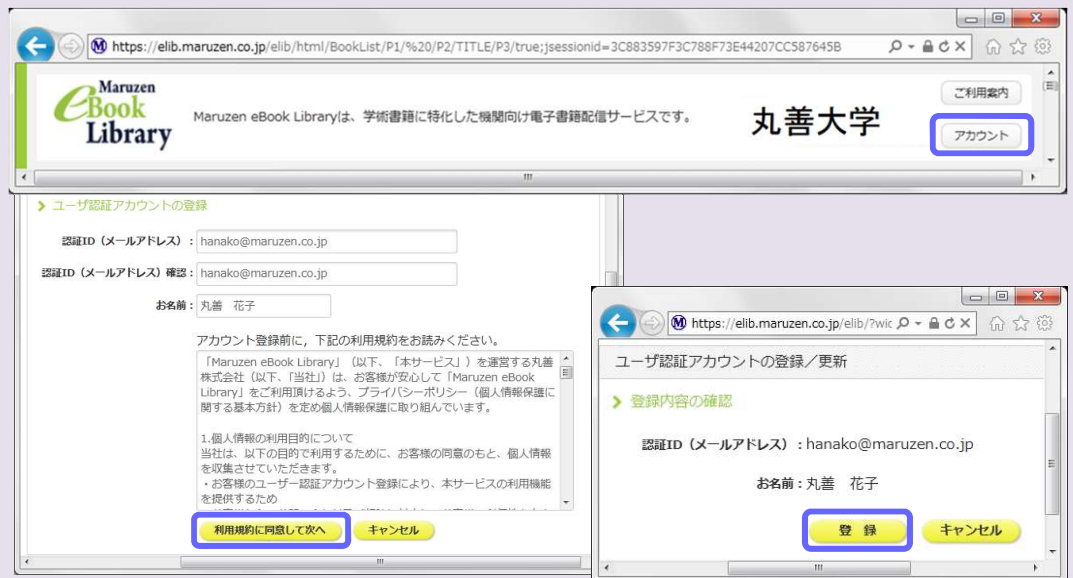 https://elib.maruzen.co.jp/elib/html/BookList/P1/%20/P2/TITLE/P3/true;jsessionid=3C883597F3C788F73E44207CC587645B
Maruzen
eBook
Library
Maruzen eBook Libraryは、学術書籍に特化した機関向け電子書籍配信サービスです。
丸善大学
ご利用案内
アカウント
ユーザ認証アカウントの登録
認証ID（メールアドレス）：hanako@maruzen.co.jp
認証ID（メールアドレス）確認：hanako@maruzen.co.jp
お名前：丸善　花子
アカウント登録前に，下記の利用規約をお読みください。
「Maruzen eBook Library」（以下、「本サービス」）を運営する丸善
株式会社（以下、「当社」）は、お客様が安心して「Maruzen eBook
Library」をご利用頂けるよう、プライバシーポリシー（個人情報保護に
関する基本方針）を定め個人情報保護に取り組んでいます。
1.個人情報の利用目的について
当社は、以下の目的で利用するために、お客様の同意のもと、個人情報
を収集させていただきます。
・お客様のユーザー認証アカウント登録により、本サービスの利用機能
を提供するため
利用規約に同意して次へ
キャンセル
https://elib.maruzen.co.jp/elib/?wic
ユーザ認証アカウントの登録／更新
登録内容の確認
認証ID（メールアドレス）：hanako@maruzen.co.jp
お名前：丸善　花子
登 録
キャンセル